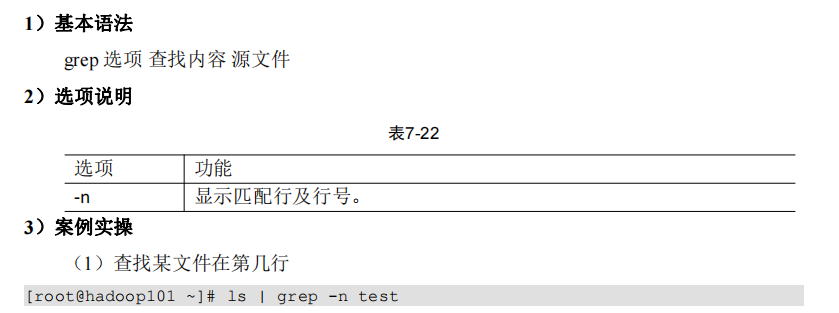 1）基本语法
grep 选项 查找内容 源文件
2）选项说明
表7-22
选项 功能
-n 显示匹配行及行号。
3）案例实操
（1）查找某文件在第几行
[root@hadoop101 ~]# ls | grep -n test